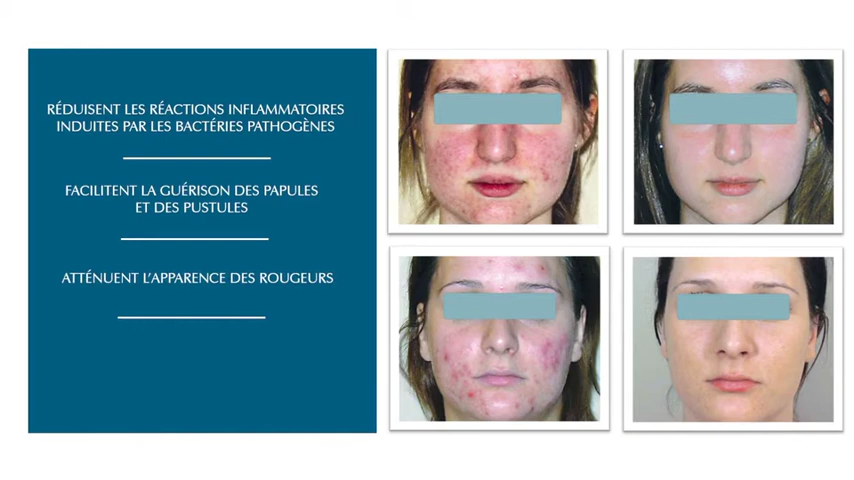 RÉDUISENT LES RÉACTIONS INFLAMMATOIRES
INDUITES PAR LES BACTÉRIES PATHOGÈNES
FACILITENT LA GUÉRISON DES PAPULES
ET DES PUSTULES
ATTÉNUENT L'APPARENCE DES ROUGEURS